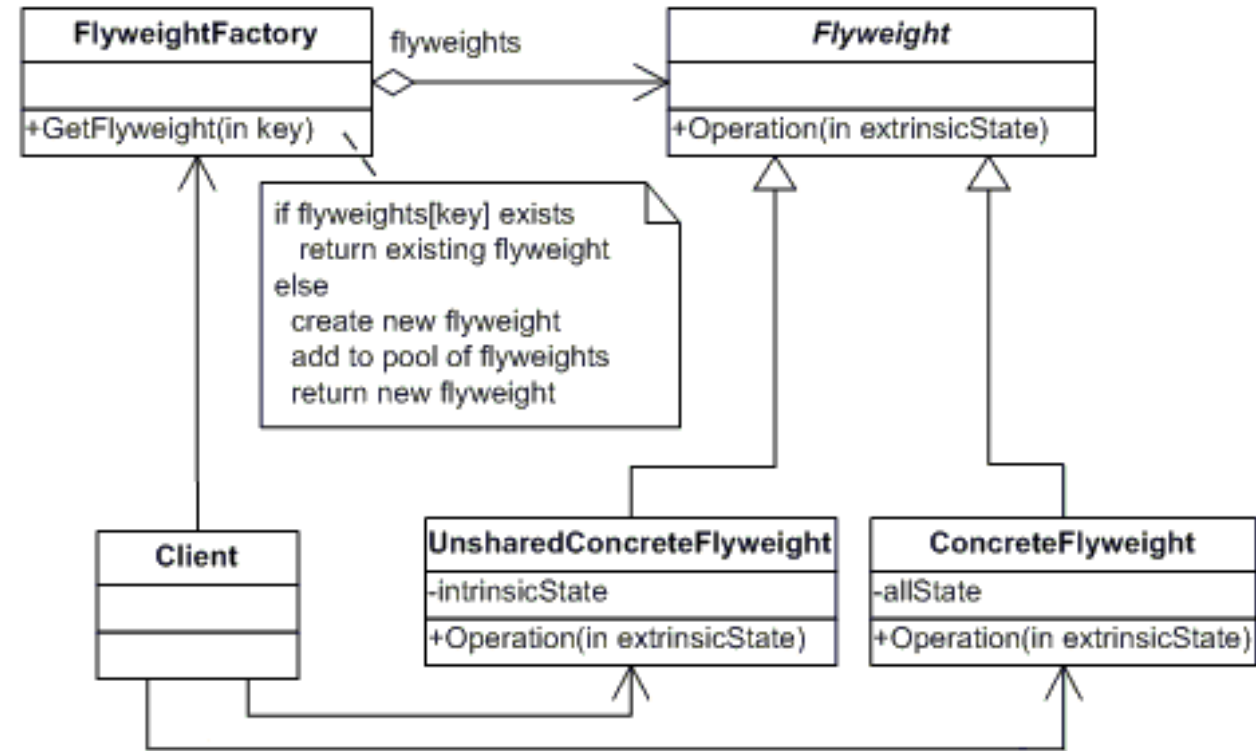 FlyweightFactory
flyweights
Flyweight
+GetFlyweight(in key)
+Operation(in extrinsicState)
if flyweights[key] exists
return existing flyweight
else
create new flyweight
add to pool of flyweights
return new flyweight
Client
UnsharedConcreteFlyweight
-intrinsicState
+Operation(in extrinsicState)
ConcreteFlyweight
-allState
+Operation(in extrinsicState)